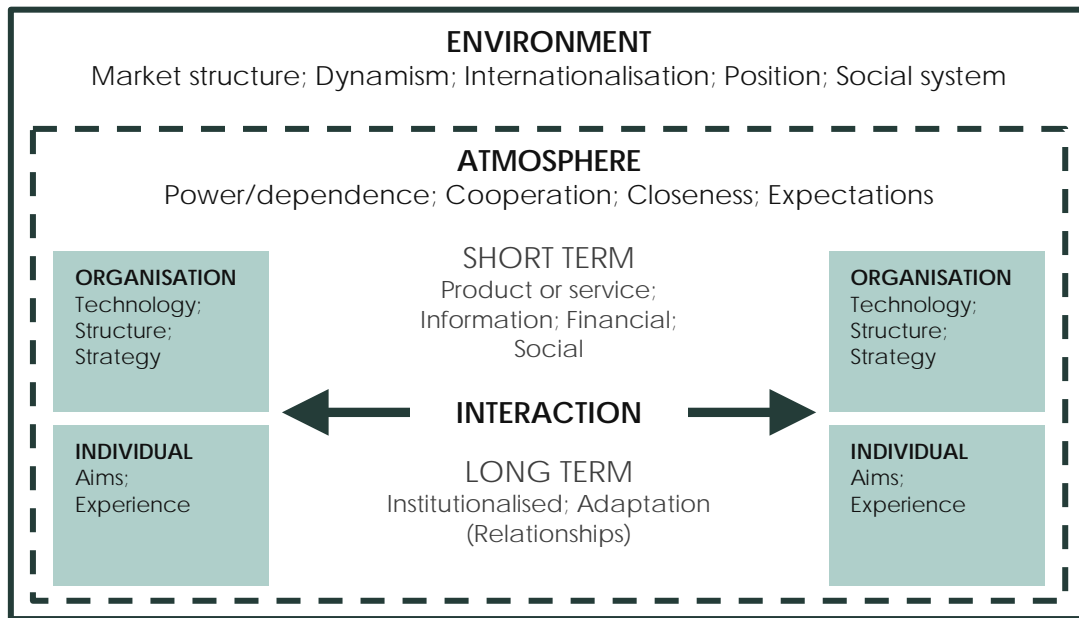 ENVIRONMENT
Market structure; Dynamism; Internationalisation; Position; Social system
ATMOSPHERE
Power/dependence; Cooperation; Closeness; Expectations
ORGANISATION
Technology;
Structure;
Strategy
INDIVIDUAL
Aims;
Experience
SHORT TERM
Product or service;
Information; Financial;
Social
INTERACTION
LONG TERM
Institutionalised; Adaptation
(Relationships)
ORGANISATION
Technology;
Structure;
Strategy
INDIVIDUAL
Aims;
Experience